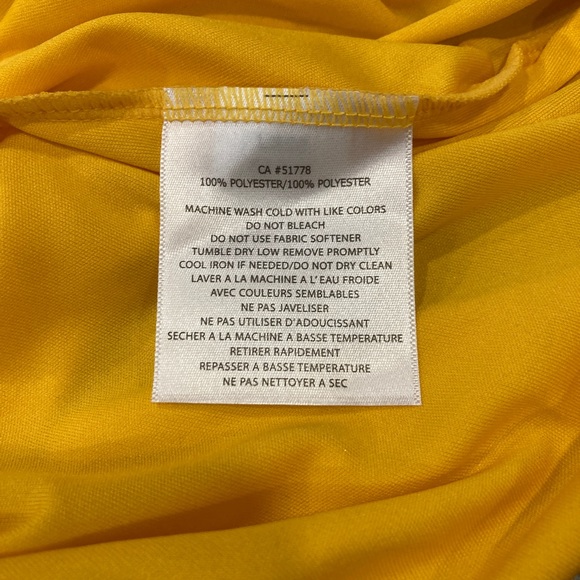 CA #51778
100% POLYESTER/100% POLYESTER
MACHINE WASH COLD WITH LIKE COLORS
DO NOT BLEACH
DO NOT USE FABRIC SOFTENER
TUMBLE DRY LOW REMOVE PROMPTLY
COOL IRON IF NEEDED/DO NOT DRY CLEAN
LAVER A LA MACHINE A L' EAU FROIDE
AVEC COULEURS SEMBLABLES
NE PAS JAVELISER
NE PAS UTILISER D'ADOUCISSANT
SECHER A LA MACHINE A BASSE TEMPERATURE
RETIRER RAPIDEMENT
REPASSER A BASSE TEMPERATURE
NE PAS NETTOYER A SEC